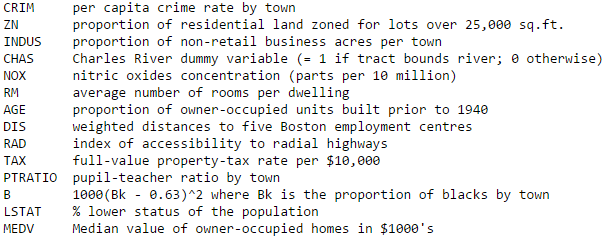 CRIM per capita crime rate by town
ZN proportion of residential land zoned for lots over 25,000 sq.ft.
INDUS proportion of non-retail business acres per town
CHAS Charles River dummy variable (= 1 if tract bounds river; 0 otherwise)
NOX nitric oxides concentration (parts per 10 million)
RM average number of rooms per dwelling
AGE proportion of owner-occupied units built prior to 1940
DIS weighted distances to five Boston employment centres
RAD index of accessibility to radial highways
TAX full-value property-tax rate per $10,000
PTRATIO pupil-teacher ratio by town
B 1000(Bk - 0.63)^2 where Bk is the proportion of blacks by town
LSTAT % lower status of the population
MEDV Median value of owner-occupied homes in $1000's